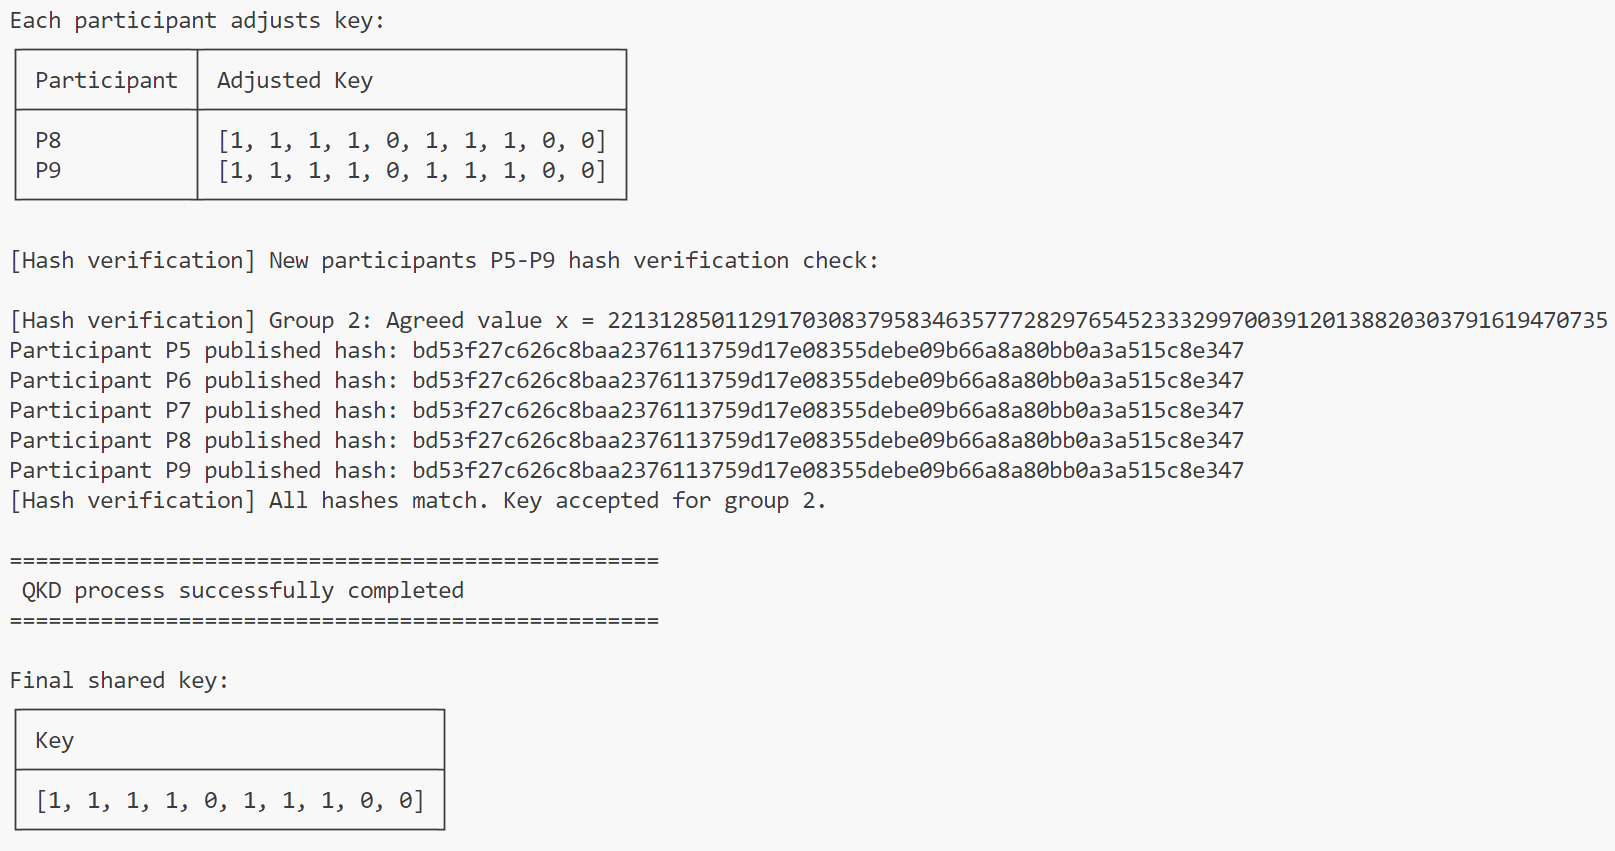 Each participant adjusts key:
Participant Adjusted Key
P8 [1, 1, 1, 1, 0, 1, 1, 1, 0, 0]
P9 [1, 1, 1, 1, 0, 1, 1, 1, 0, 0]
[Hash verification] New participants P5-P9 hash verification check:
[Hash verification] Group 2: Agreed value x = 22131285011291703083795834635777282976545233329970039120138820303791619470735
Participant P5 published hash: bd53f27c626c8baa2376113759d17e08355debe09b66a8a80bb0a3a515c8e347
Participant P6 published hash: bd53f27c626c8baa2376113759d17e08355debe09b66a8a80bb0a3a515c8e347
Participant P7 published hash: bd53f27c626c8baa2376113759d17e08355debe09b66a8a80bb0a3a515c8e347
Participant P8 published hash: bd53f27c626c8baa2376113759d17e08355debe09b66a8a80bb0a3a515c8e347
Participant P9 published hash: bd53f27c626c8baa2376113759d17e08355debe09b66a8a80bb0a3a515c8e347
[Hash verification] All hashes match. Key accepted for group 2.
==================================================
QKD process successfully completed
==================================================
Final shared key:
Key
[1, 1, 1, 1, 0, 1, 1, 1, 0, 0]